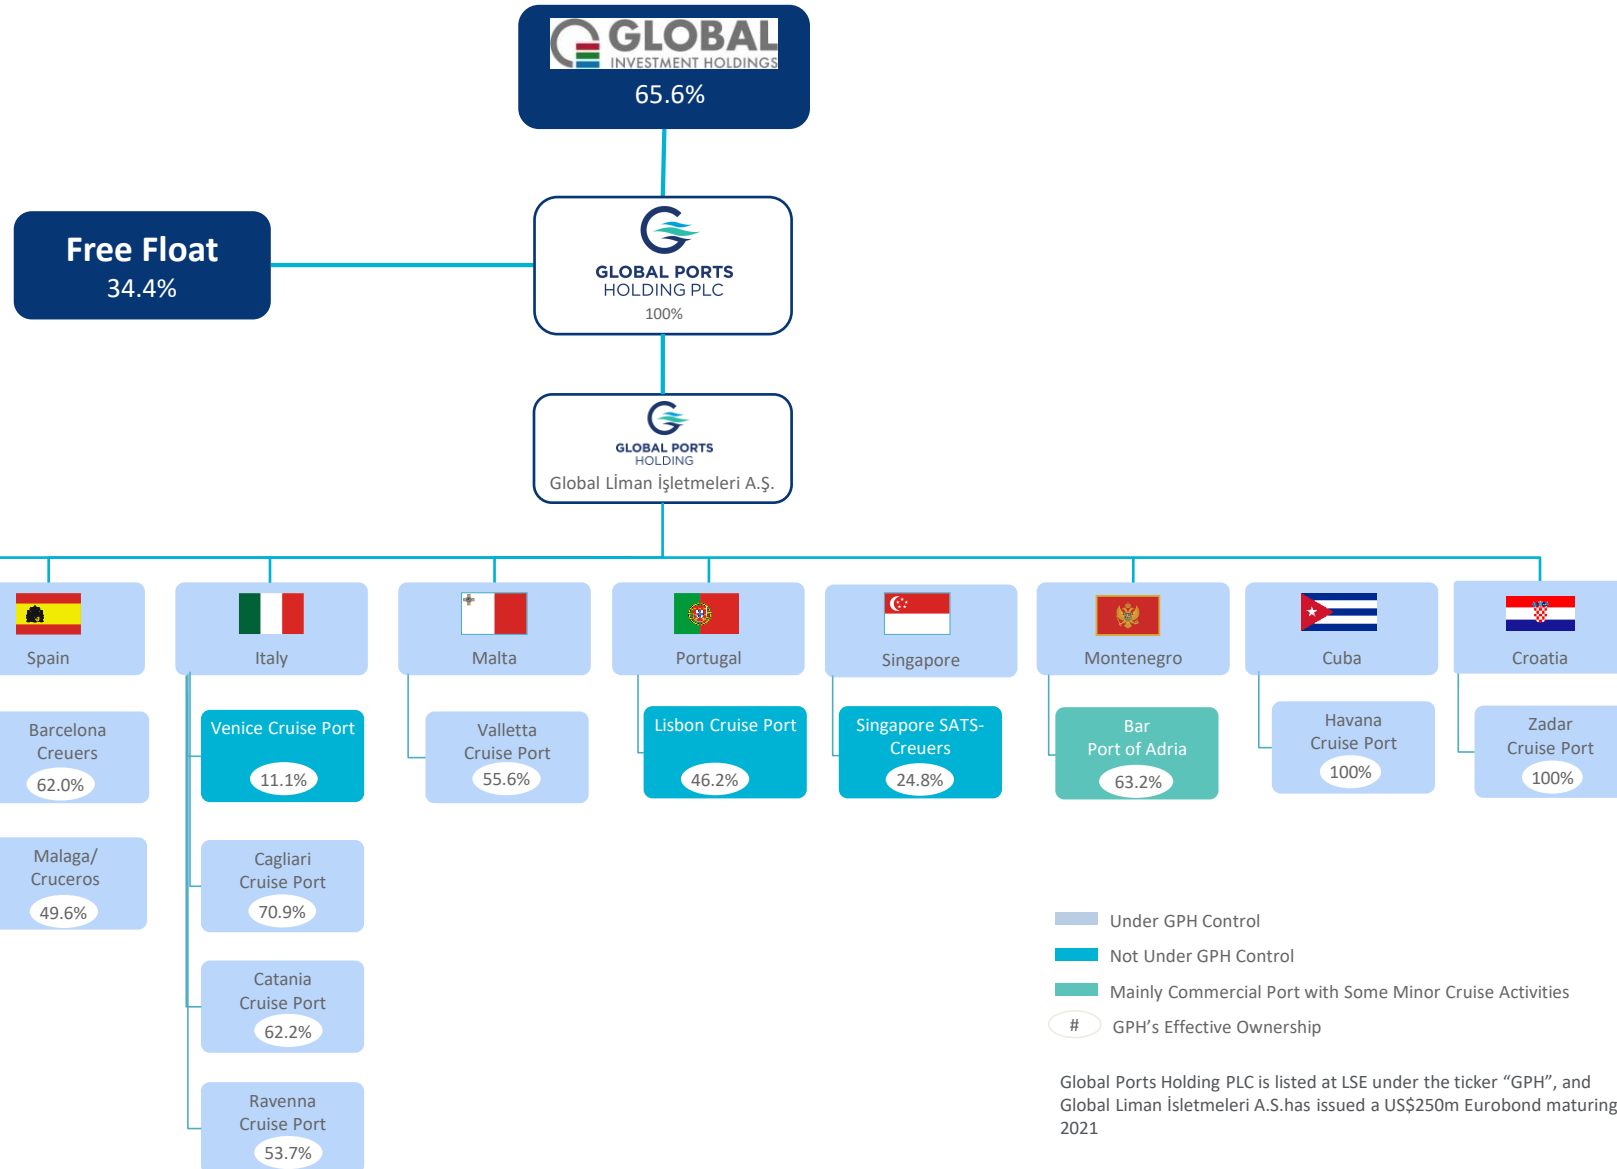 GLOBAL
INVESTMENT HOLDINGS
65.6%
Free Float
34.4%
GLOBAL PORTS
HOLDING PLC
100%
GLOBAL PORTS
HOLDING
Global Lİman İşletmeleri A.Ş.
Spain
Italy
Malta
Portugal
Singapore
Montenegro
Cuba
Croatia
Barcelona
Creuers
62.0%
Venice Cruise Port
11.1%
Valletta
Cruise Port
55.6%
Lisbon Cruise Port
46.2%
Singapore SATS-
Creuers
24.8%
Bar
Port of Adria
63.2%
Havana
Cruise Port
100%
Zadar
Cruise Port
100%
Malaga/
Cruceros
49.6%
Cagliari
Cruise Port
70.9%
Catania
Cruise Port
62.2%
Ravenna
Cruise Port
53.7%
Under GPH Control
Not Under GPH Control
Mainly Commercial Port with Some Minor Cruise Activities
# GPH’s Effective Ownership
Global Ports Holding PLC is listed at LSE under the ticker “GPH”, and
Global Liman İsletmeleri A.S.has issued a US$250m Eurobond maturing
2021